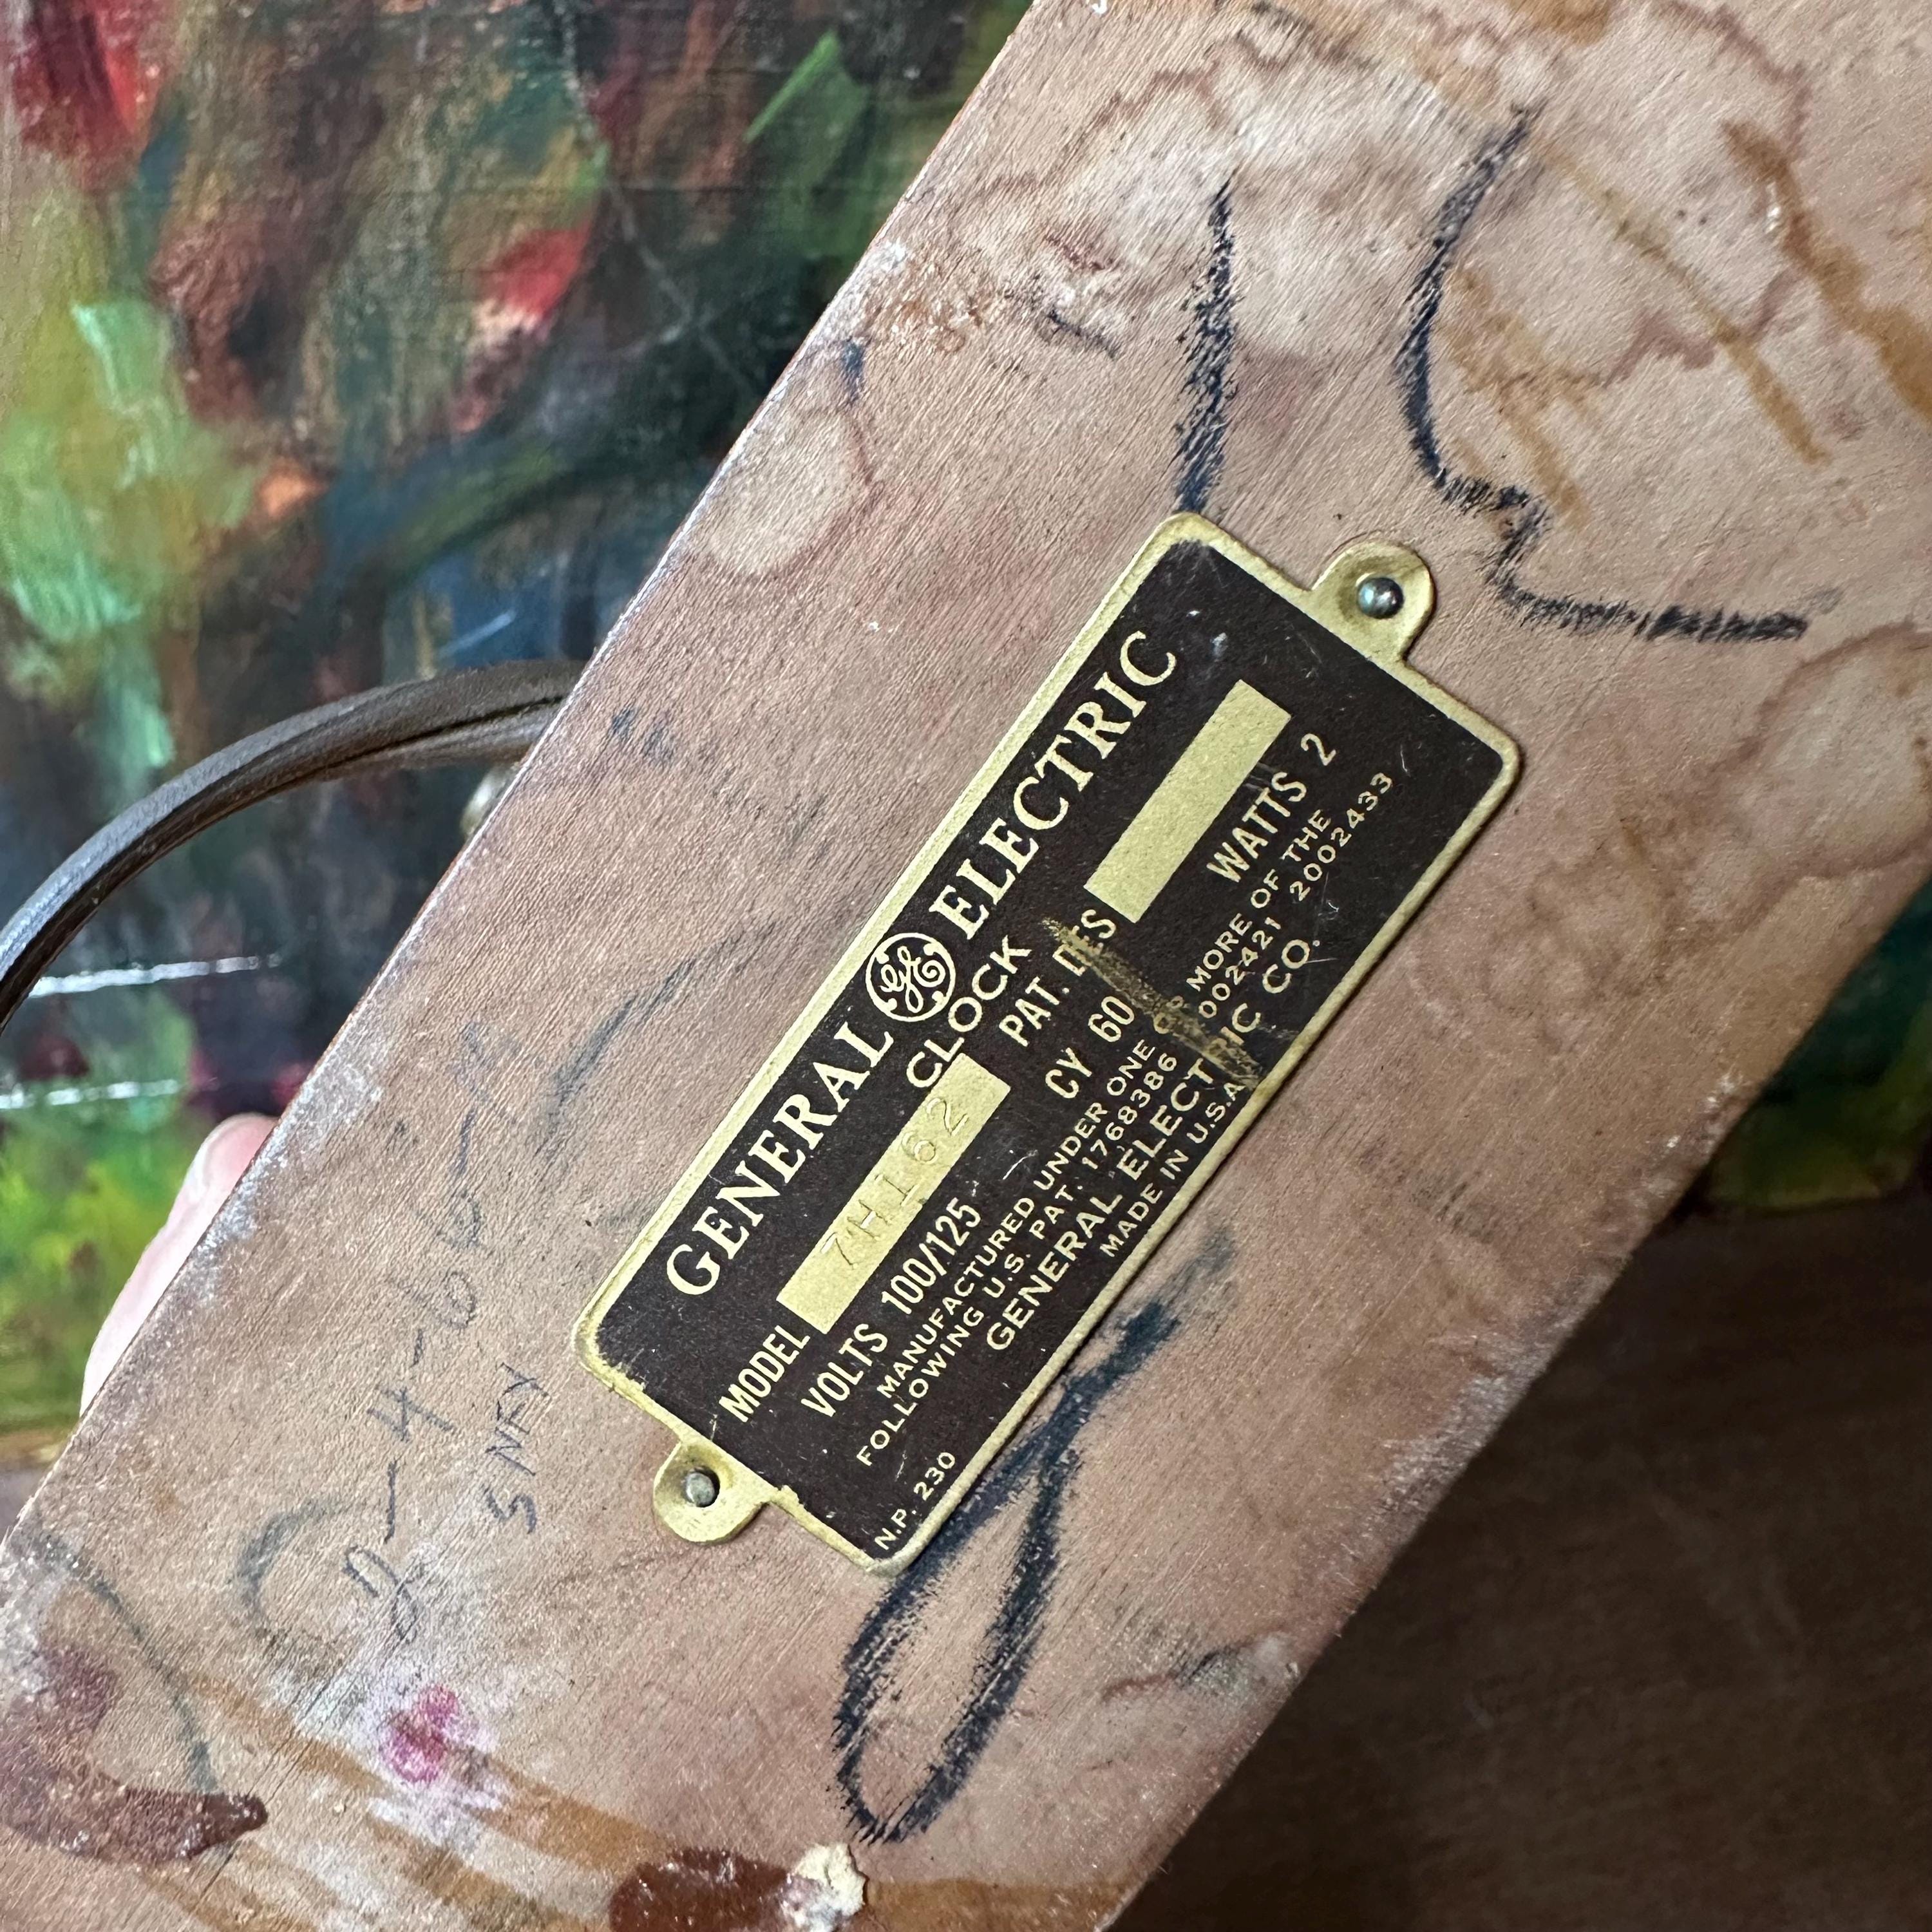 GENERAL GE ELECTRIC
CLOCK
MODEL 7H162 PAT. DES
VOLTS 100/125 CY 60 WATTS 2
MANUFACTURED UNDER ONE OR MORE OF THE
FOLLOWING U.S. PAT. 1768386 2002421 2002433
GENERAL ELECTRIC CO.
N.P. 230 MADE IN U.S.A.